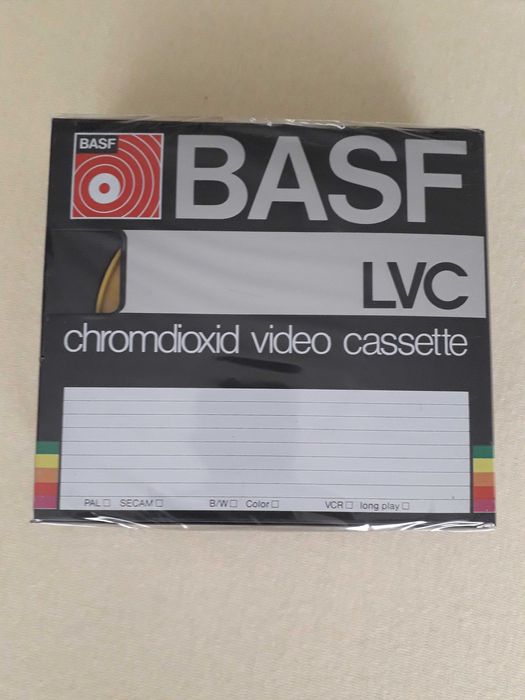 BASF
BASF
LVC
chromdioxid video cassette
PAL □ SECAM □ B/W □ Color □ VCR □ long play □